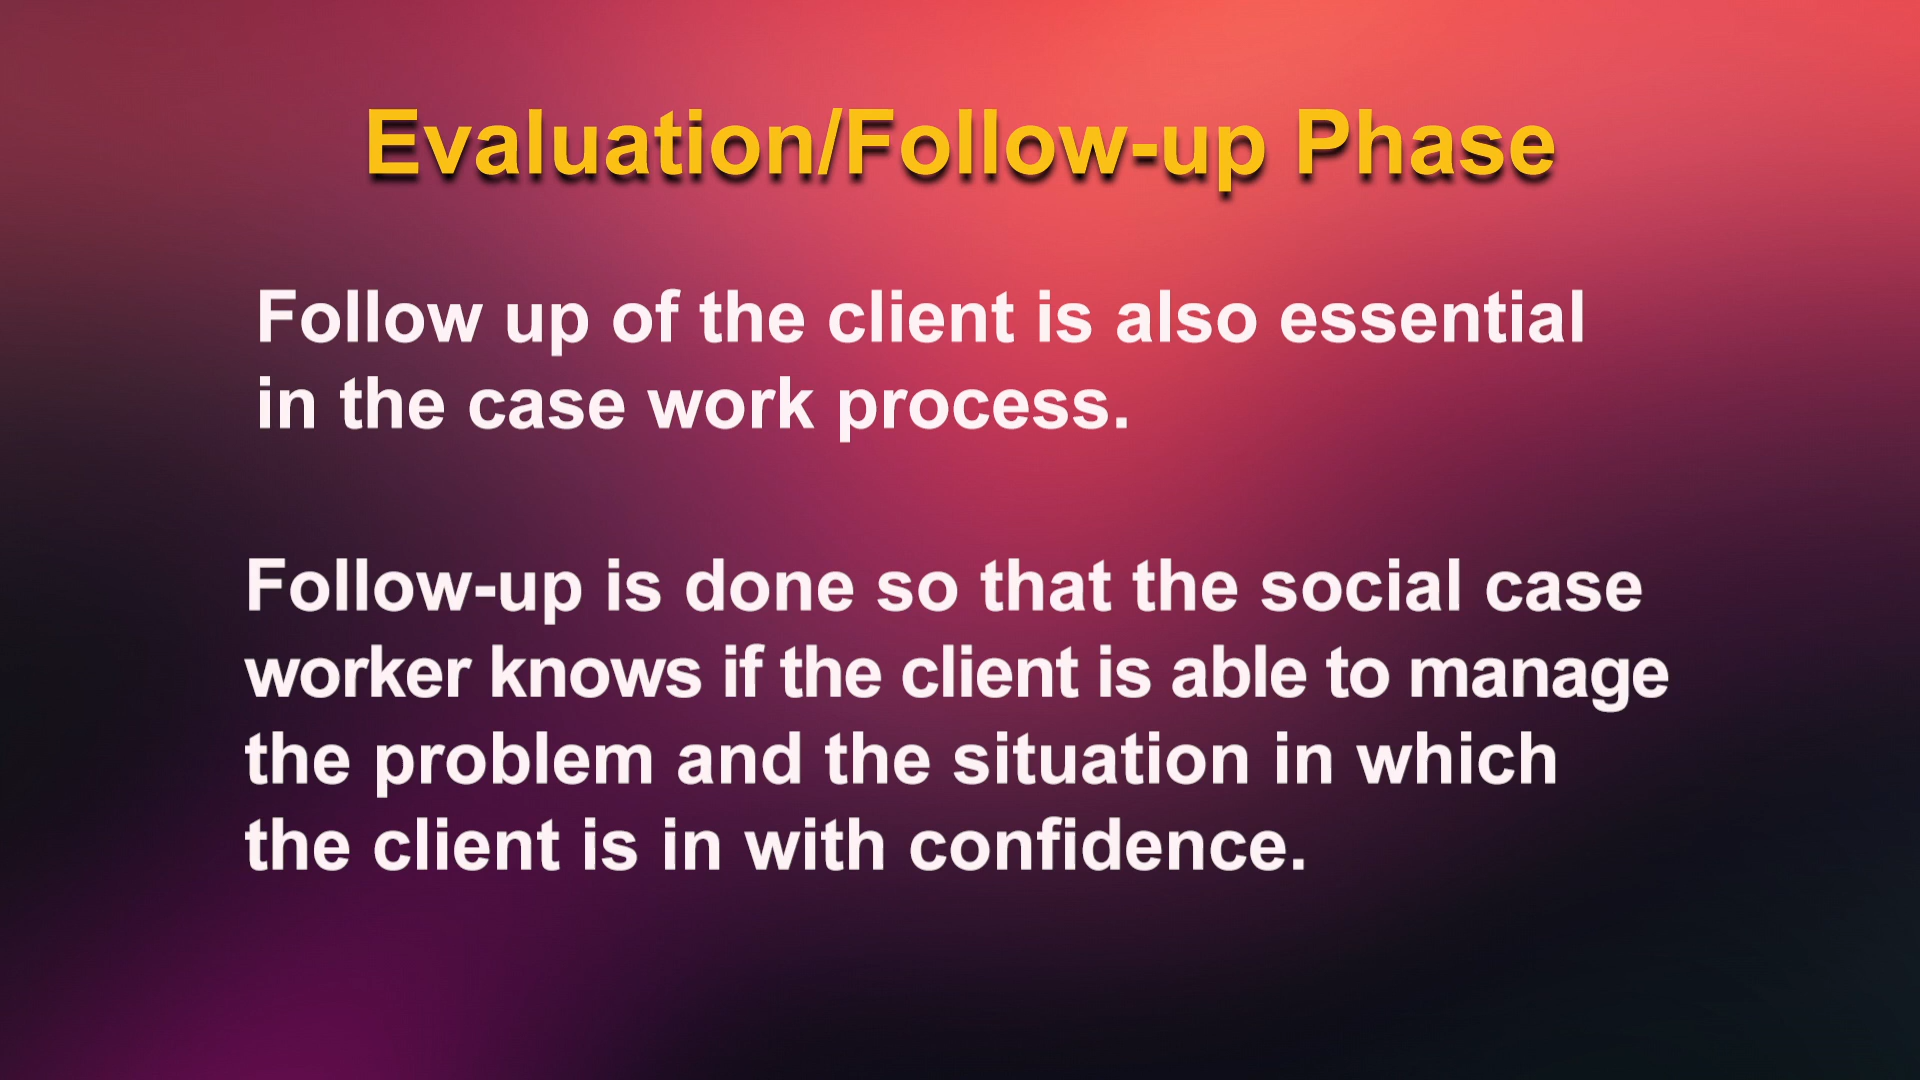 Evaluation/Follow-up Phase
Follow up of the client is also essential
in the case work process.
Follow-up is done so that the social case
worker knows if the client is able to manage
the problem and the situation in which
the client is in with confidence.